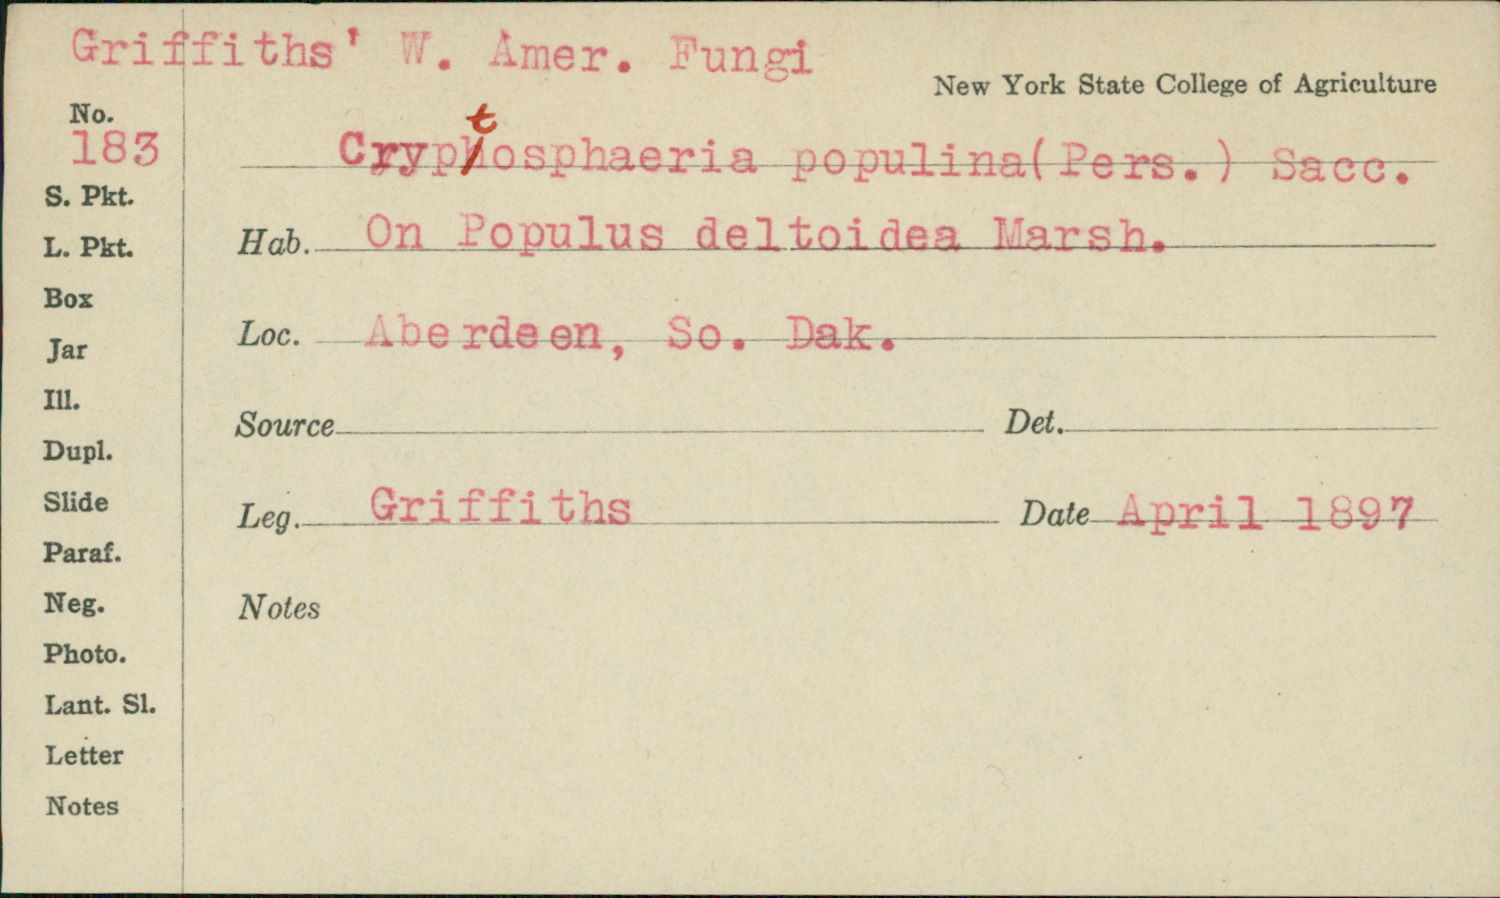 Griffiths' W. Amer. Fungi
New York State College of Agriculture
No.
183
Cryptosphaeria populina(Pers.) Sacc.
S. Pkt.
Hab. On Populus deltoidea Marsh.
L. Pkt.
Box
Loc. Aberdeen, So. Dak.
Jar
Ill.
Source Det.
Dupl.
Slide
Leg. Griffiths Date April 1897
Paraf.
Neg.
Notes
Photo.
Lant. Sl.
Letter
Notes